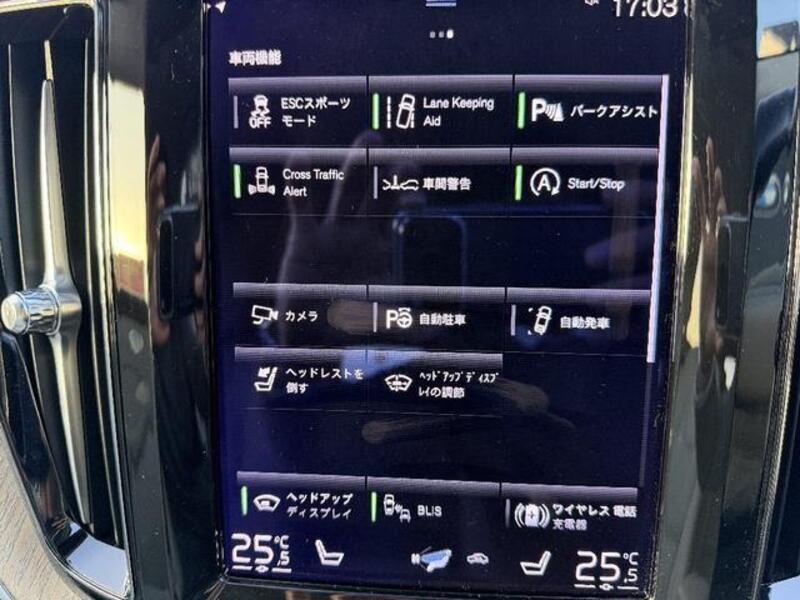 17:03
車両機能
ESCスポーツ
モード
OFF
Lane Keeping
Aid
P
パークアシスト
Cross Traffic
Alert
車間警告
A
Start/Stop
カメラ
P
自動駐車
自動発車
ヘッドレストを
倒す
ﾍｯﾄﾞｱｯﾌﾟﾃﾞｨｽﾌﾟ
ﾚｲの調節
ヘッドアップ
ディスプレイ
BLIS
ワイヤレス電話
充電器
25.5°C
25.5°C